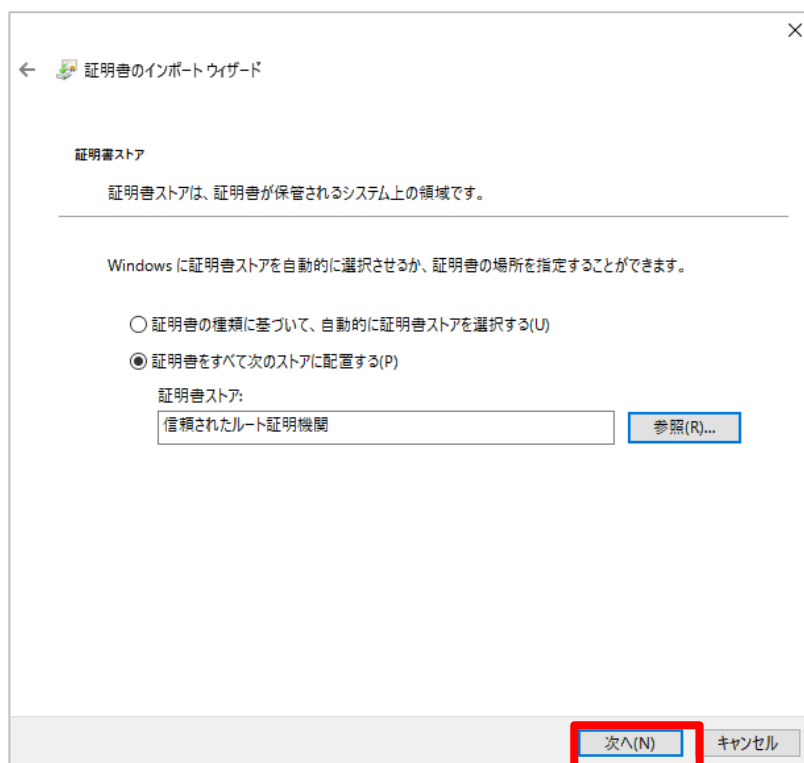 証明書のインポート ウィザード
証明書ストア
証明書ストアは、証明書が保管されるシステム上の領域です。
Windows に証明書ストアを自動的に選択させるか、証明書の場所を指定することができます。
証明書の種類に基づいて、自動的に証明書ストアを選択する(U)
証明書をすべて次のストアに配置する(P)
証明書ストア:
信頼されたルート証明機関
参照(R)...
次へ(N)
キャンセル